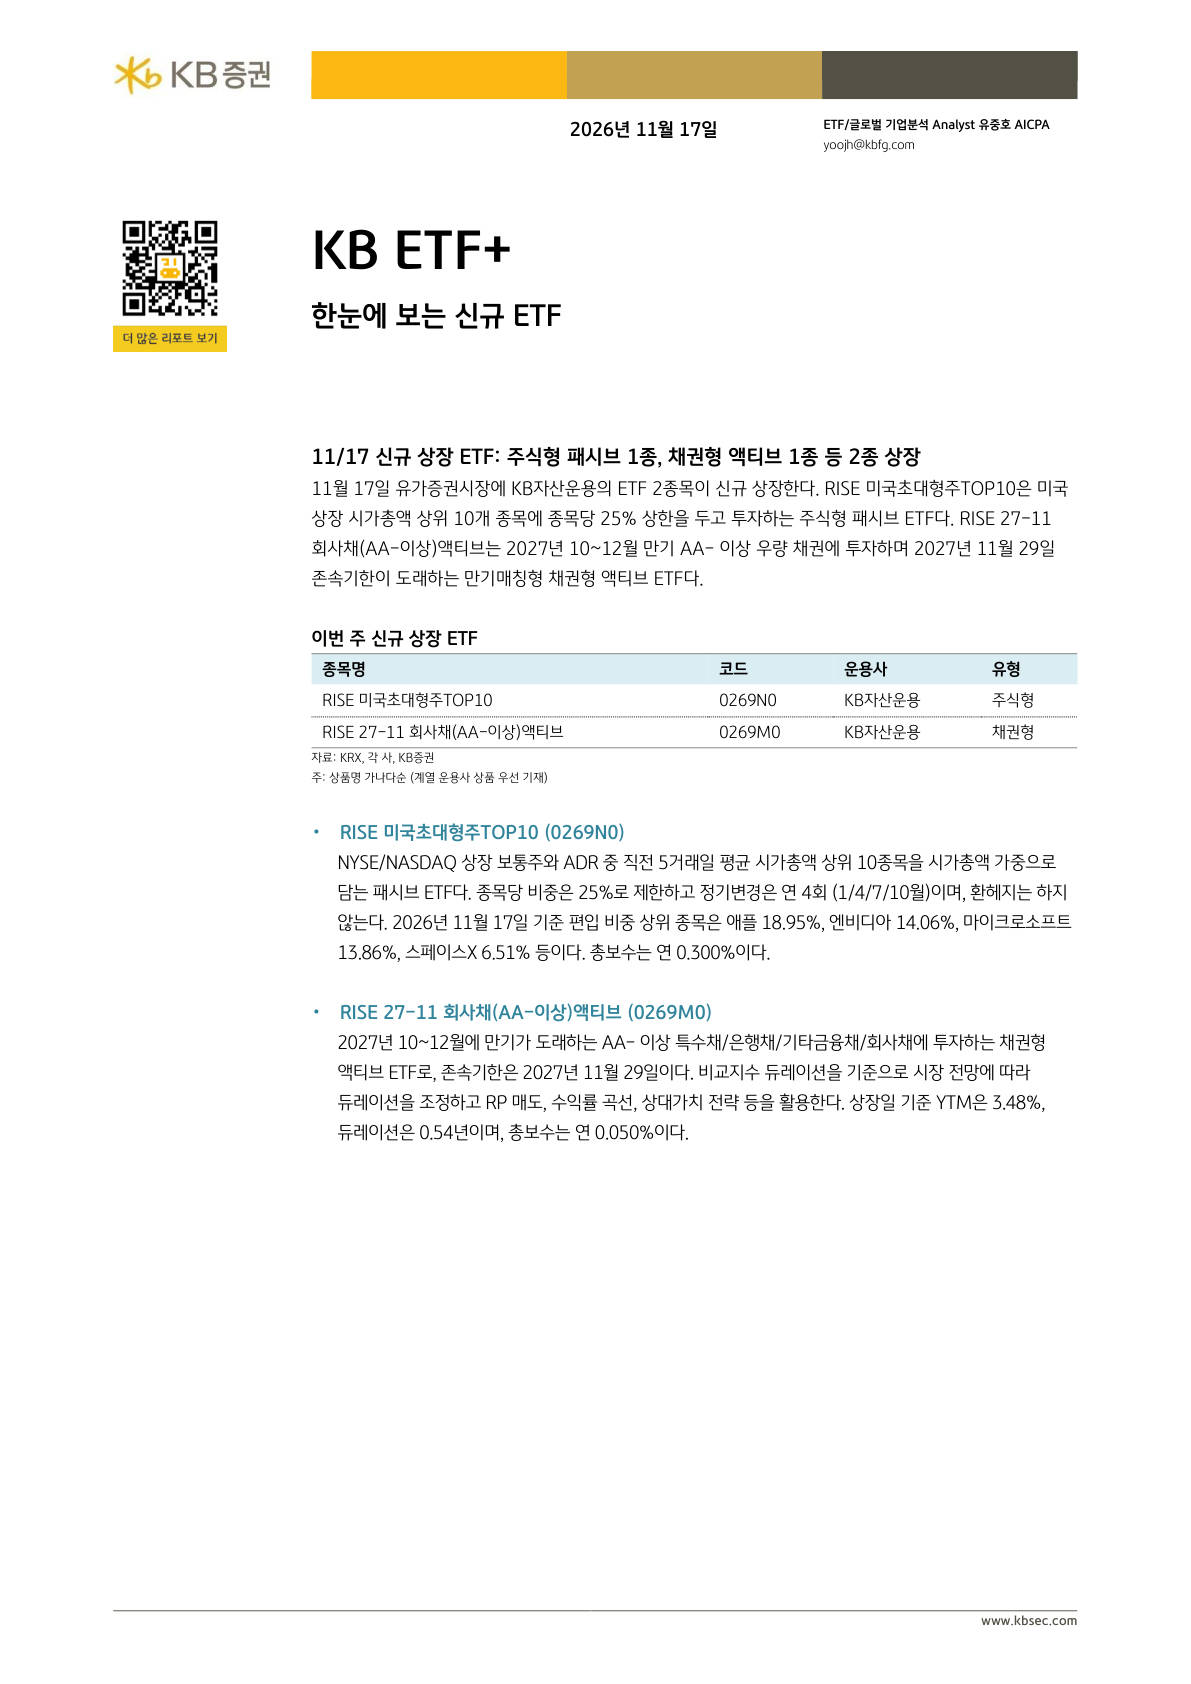 KB증권
2026년 11월 17일
ETF/글로벌 기업분석 Analyst 유중호 AICPA
yoojh@kbfg.com
더 많은 리포트 보기
KB ETF+
한눈에 보는 신규 ETF
11/17 신규 상장 ETF: 주식형 패시브 1종, 채권형 액티브 1종 등 2종 상장
11월 17일 유가증권시장에 KB자산운용의 ETF 2종목이 신규 상장한다. RISE 미국초대형주TOP10은 미국
상장 시가총액 상위 10개 종목에 종목당 25% 상한을 두고 투자하는 주식형 패시브 ETF다. RISE 27-11
회사채(AA-이상)액티브는 2027년 10~12월 만기 AA- 이상 우량 채권에 투자하며 2027년 11월 29일
존속기한이 도래하는 만기매칭형 채권형 액티브 ETF다.
이번 주 신규 상장 ETF
종목명 코드 운용사 유형
RISE 미국초대형주TOP10 0269N0 KB자산운용 주식형
RISE 27-11 회사채(AA-이상)액티브 0269M0 KB자산운용 채권형
자료: KRX, 각 사, KB증권
주: 상품명 가나다순 (계열 운용사 상품 우선 기재)
• RISE 미국초대형주TOP10 (0269N0)
NYSE/NASDAQ 상장 보통주와 ADR 중 직전 5거래일 평균 시가총액 상위 10종목을 시가총액 가중으로
담는 패시브 ETF다. 종목당 비중은 25%로 제한하고 정기변경은 연 4회 (1/4/7/10월)이며, 환헤지는 하지
않는다. 2026년 11월 17일 기준 편입 비중 상위 종목은 애플 18.95%, 엔비디아 14.06%, 마이크로소프트
13.86%, 스페이스X 6.51% 등이다. 총보수는 연 0.300%이다.
• RISE 27-11 회사채(AA-이상)액티브 (0269M0)
2027년 10~12월에 만기가 도래하는 AA- 이상 특수채/은행채/기타금융채/회사채에 투자하는 채권형
액티브 ETF로, 존속기한은 2027년 11월 29일이다. 비교지수 듀레이션을 기준으로 시장 전망에 따라
듀레이션을 조정하고 RP 매도, 수익률 곡선, 상대가치 전략 등을 활용한다. 상장일 기준 YTM은 3.48%,
듀레이션은 0.54년이며, 총보수는 연 0.050%이다.
www.kbsec.com